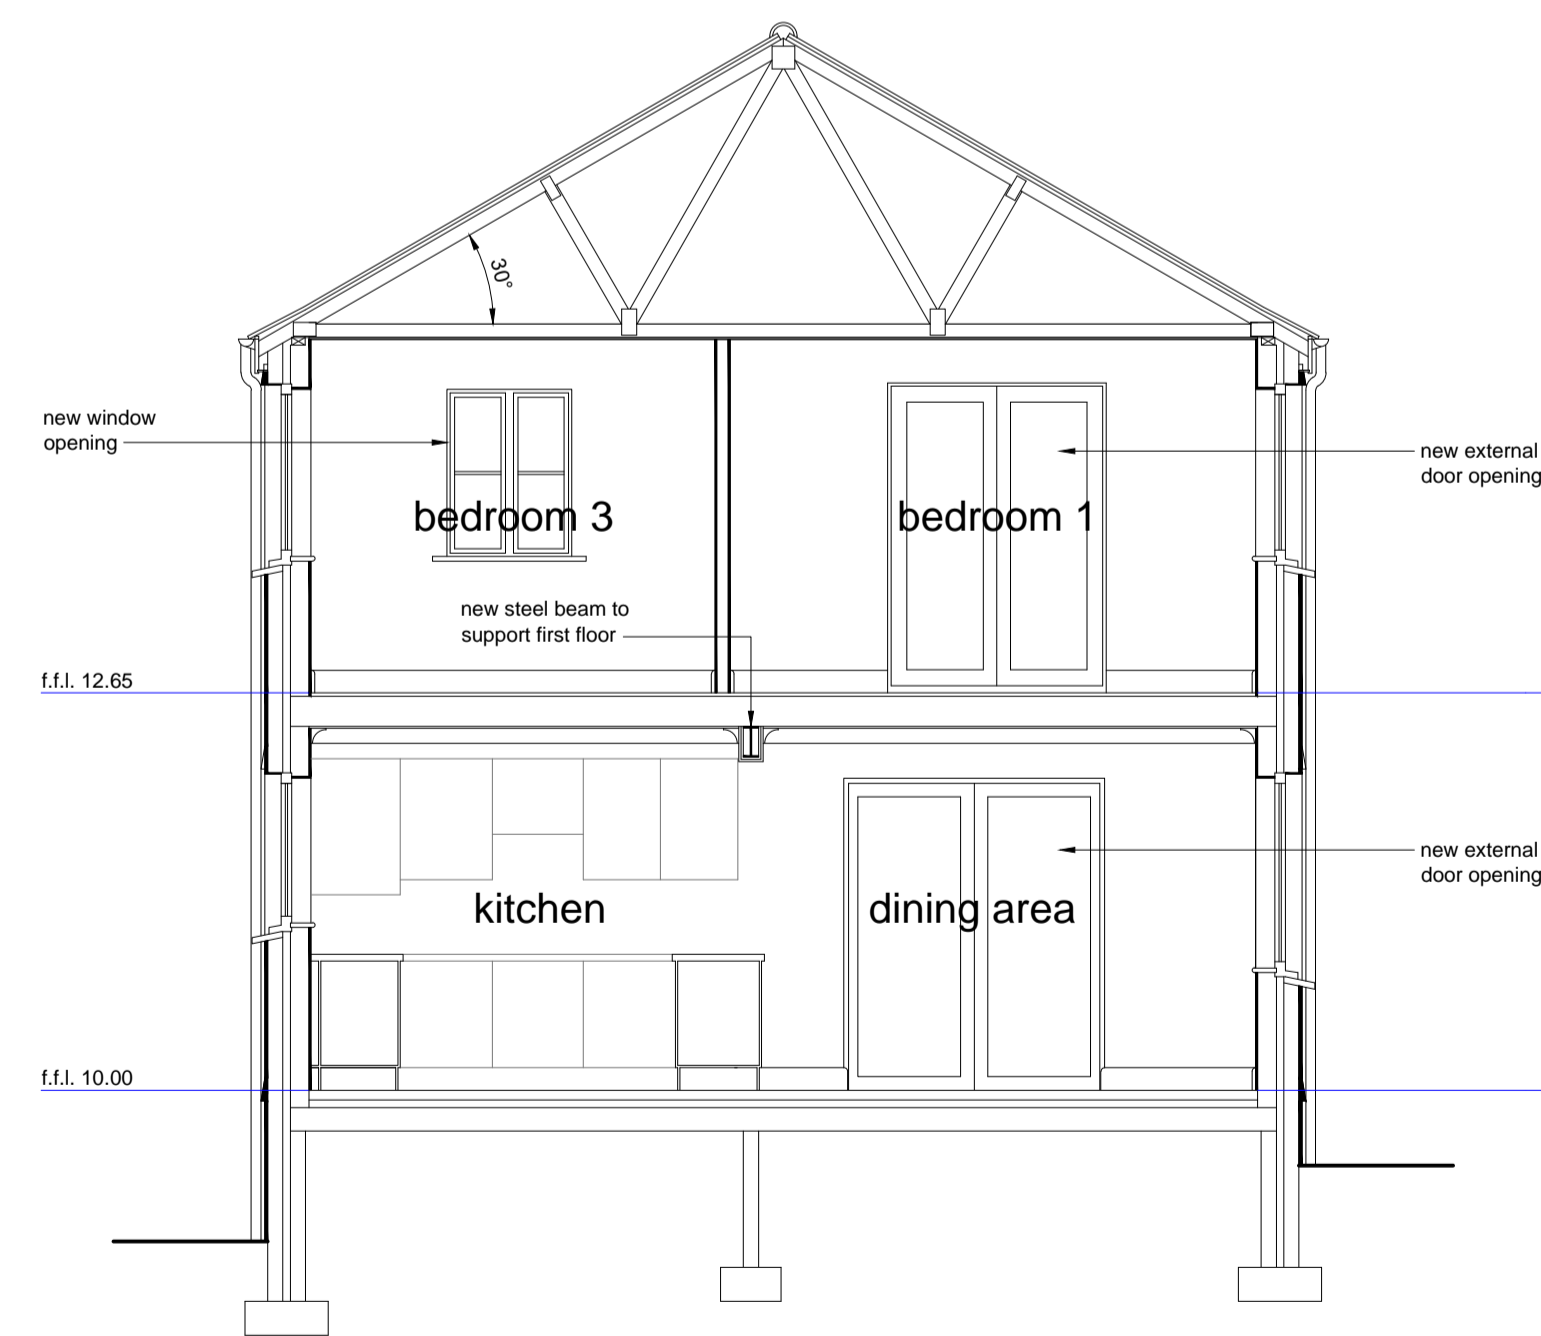 30°
new window
opening
new external
door opening
bedroom 3
bedroom 1
new steel beam to
support first floor
f.f.l. 12.65
new external
door opening
kitchen
dining area
f.f.l. 10.00